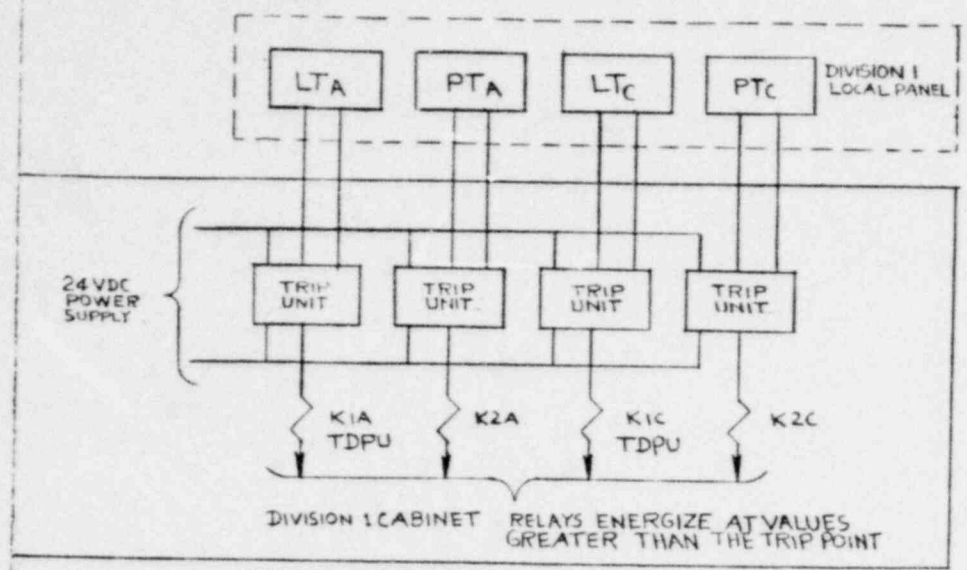 LTA
PTA
LTC
PTC
DIVISION 1
LOCAL PANEL
24 VDC
POWER
SUPPLY
TRIP
UNIT
TRIP
UNIT
TRIP
UNIT
TRIP
UNIT
K1A
TDPU
K2A
K1C
TDPU
K2C
DIVISION 1 CABINET
RELAYS ENERGIZE AT VALUES
GREATER THAN THE TRIP POINT